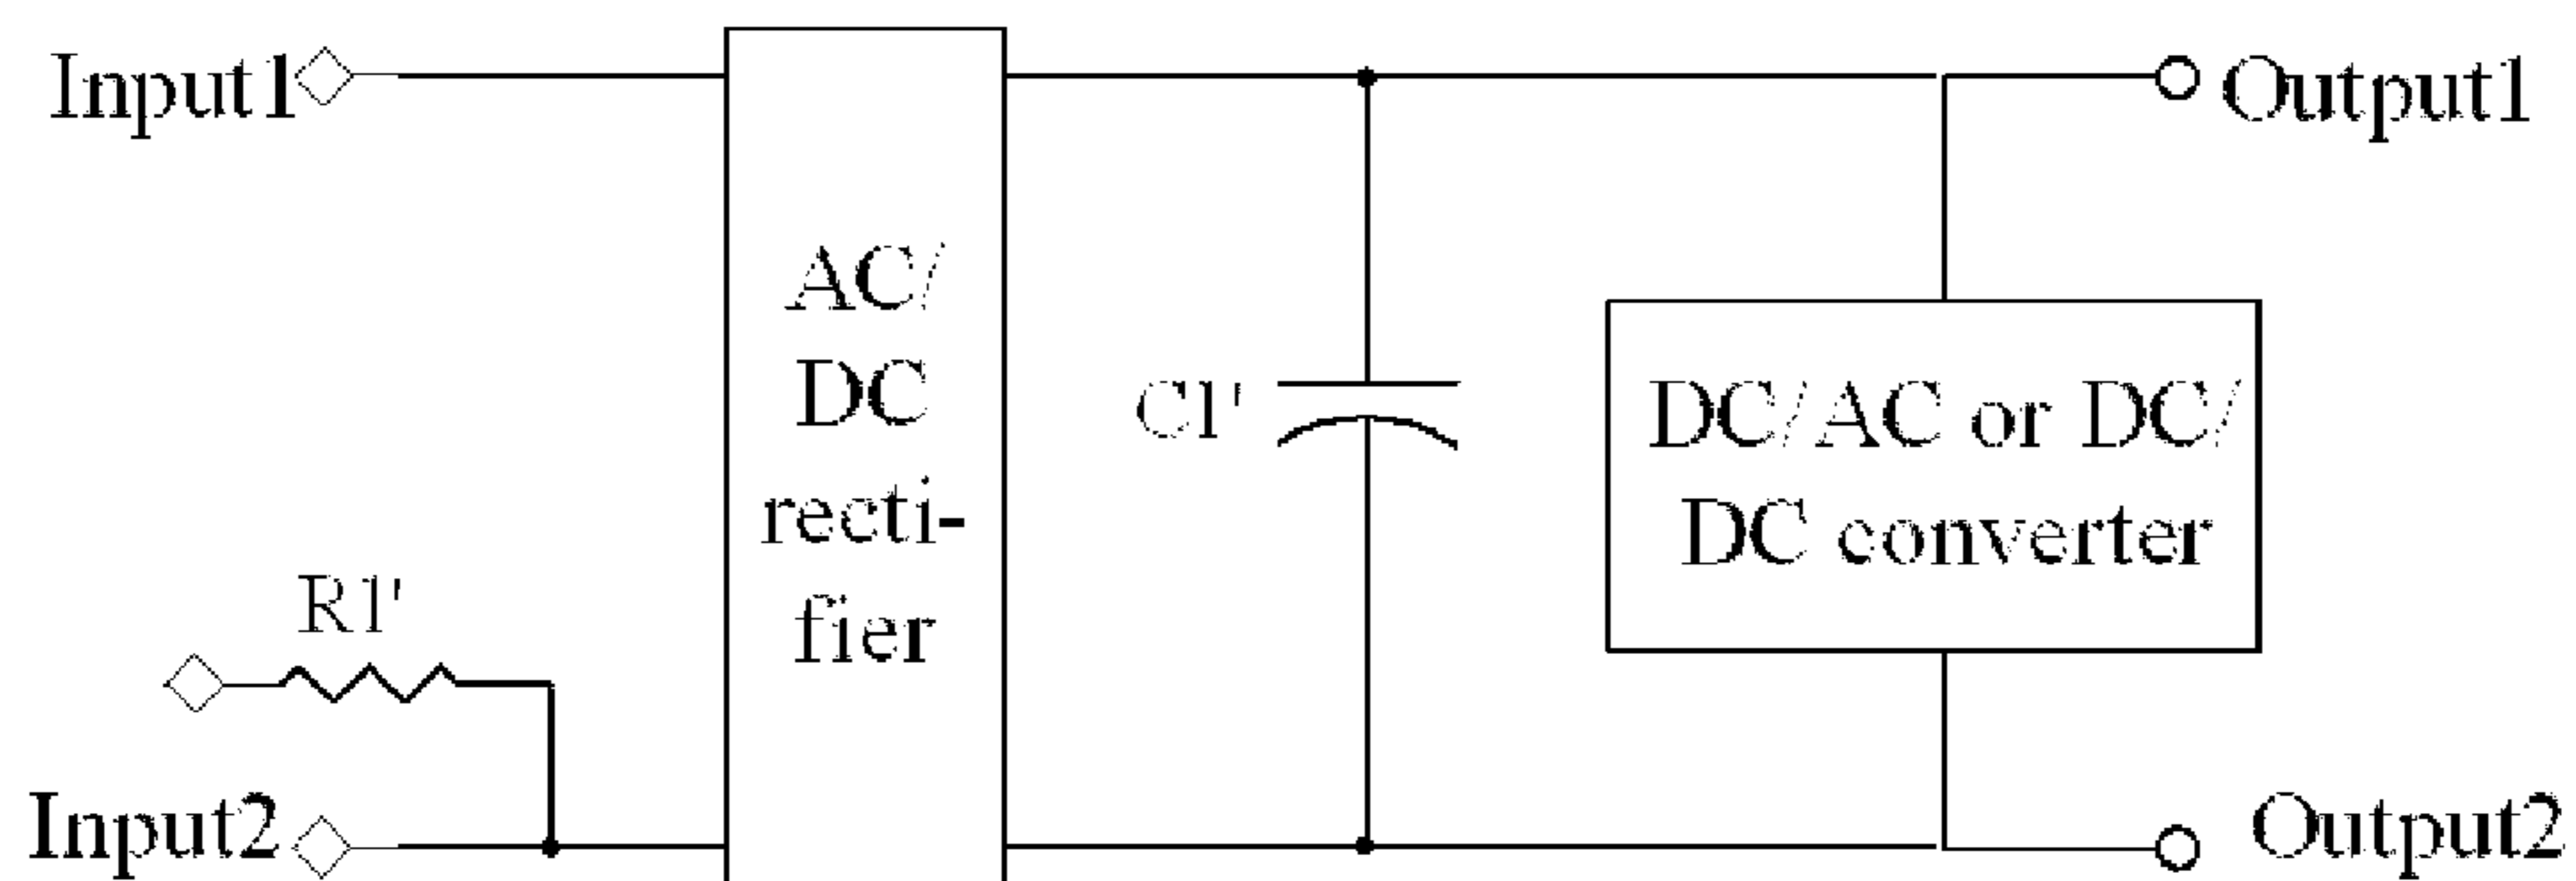 Input1
Output1
AC/
DC
recti-
fier
C1'
DC/AC or DC/
DC converter
R1'
Input2
Output2